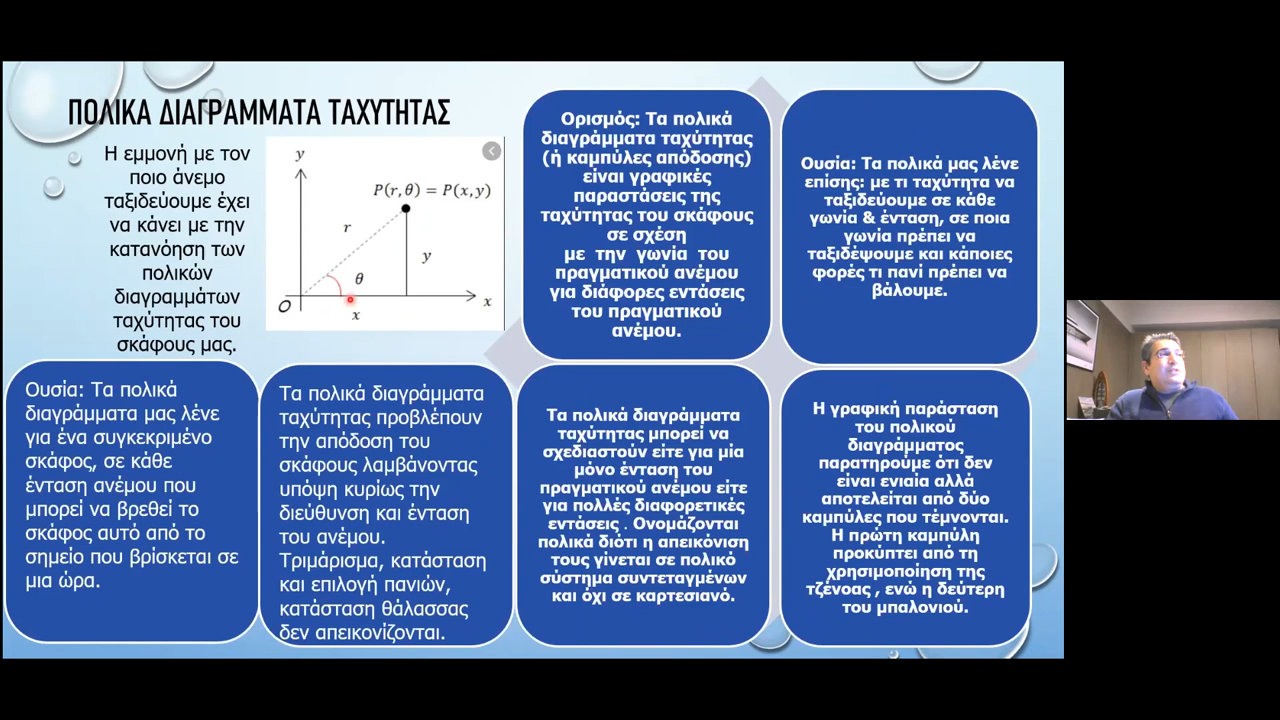 ΠΟΛΙΚΑ ΔΙΑΓΡΑΜΜΑΤΑ ΤΑΧΥΤΗΤΑΣ
Η εμμονή με τον
ποιο άνεμο
ταξιδεύουμε έχει
να κάνει με την
κατανόηση των
πολικών
διαγραμμάτων
ταχύτητας του
σκάφους μας.
y
P(r, θ) = P(x, y)
r
y
θ
O
x
x
Ορισμός: Τα πολικά
διαγράμματα ταχύτητας
(ή καμπύλες απόδοσης)
είναι γραφικές
παραστάσεις της
ταχύτητας του σκάφους
σε σχέση
με την γωνία του
πραγματικού ανέμου
για διάφορες εντάσεις
του πραγματικού
ανέμου.
Ουσία: Τα πολικά μας λένε
επίσης: με τι ταχύτητα να
ταξιδεύουμε σε κάθε
γωνία & ένταση, σε ποια
γωνία πρέπει να
ταξιδέψουμε και κάποιες
φορές τι πανί πρέπει να
βάλουμε.
Ουσία: Τα πολικά
διαγράμματα μας λένε
για ένα συγκεκριμένο
σκάφος, σε κάθε
ένταση ανέμου που
μπορεί να βρεθεί το
σκάφος αυτό από το
σημείο που βρίσκεται σε
μια ώρα.
Τα πολικά διαγράμματα
ταχύτητας προβλέπουν
την απόδοση του
σκάφους λαμβάνοντας
υπόψη κυρίως την
διεύθυνση και ένταση
του ανέμου.
Τριμάρισμα, κατάσταση
και επιλογή πανιών,
κατάσταση θάλασσας
δεν απεικονίζονται.
Τα πολικά διαγράμματα
ταχύτητας μπορεί να
σχεδιαστούν είτε για μία
μόνο ένταση του
πραγματικού ανέμου είτε
για πολλές διαφορετικές
εντάσεις . Ονομάζονται
πολικά διότι η απεικόνιση
τους γίνεται σε πολικό
σύστημα συντεταγμένων
και όχι σε καρτεσιανό.
Η γραφική παράσταση
του πολικού
διαγράμματος
παρατηρούμε ότι δεν
είναι ενιαία αλλά
αποτελείται από δύο
καμπύλες που τέμνονται.
Η πρώτη καμπύλη
προκύπτει από τη
χρησιμοποίηση της
τζένοας , ενώ η δεύτερη
του μπαλονιού.